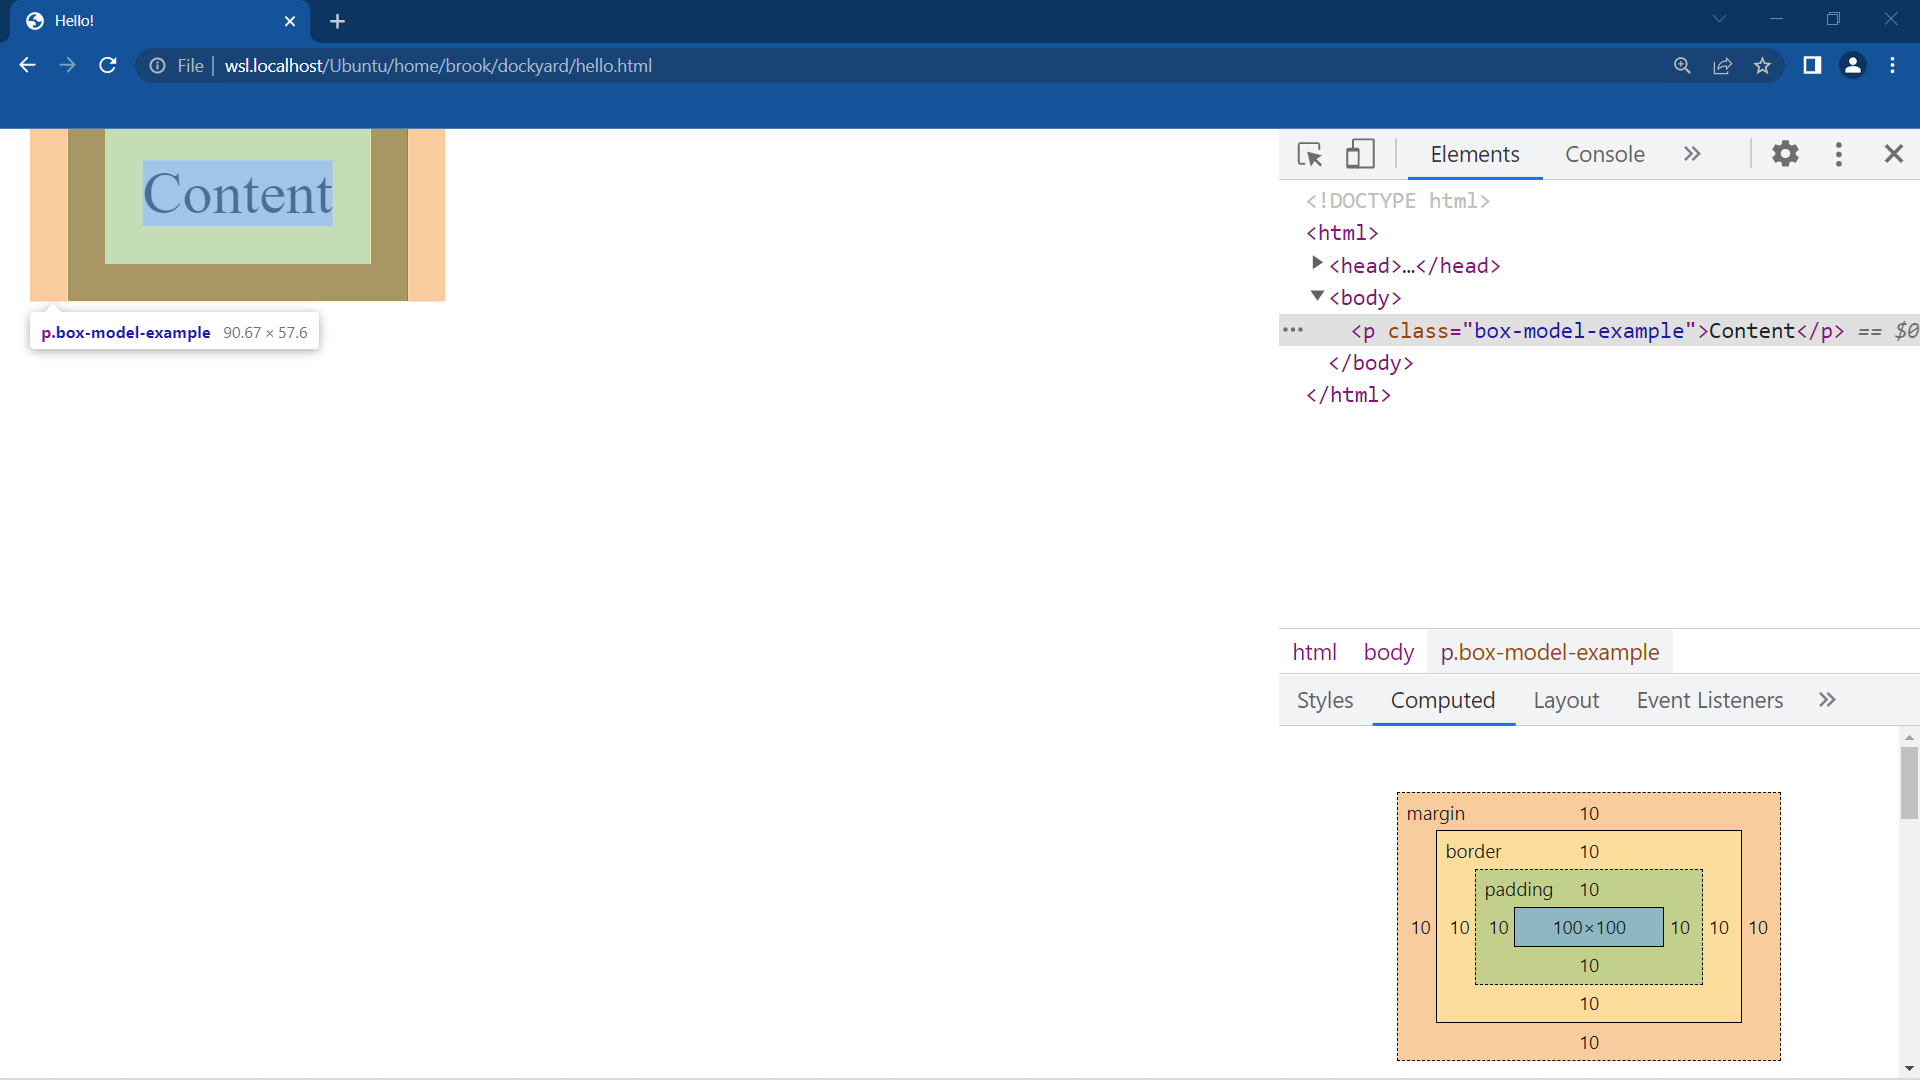 Hello!
File | wsl.localhost/Ubuntu/home/brook/dockyard/hello.html
Content
p.box-model-example 90.67 × 57.6
Elements Console
<!DOCTYPE html>
<html>
<head>…</head>
<body>
<p class="box-model-example">Content</p> == $0
</body>
</html>
html body p.box-model-example
Styles Computed Layout Event Listeners
margin 10
border 10
padding 10
10 10 10 100×100 10 10 10
10
10
10